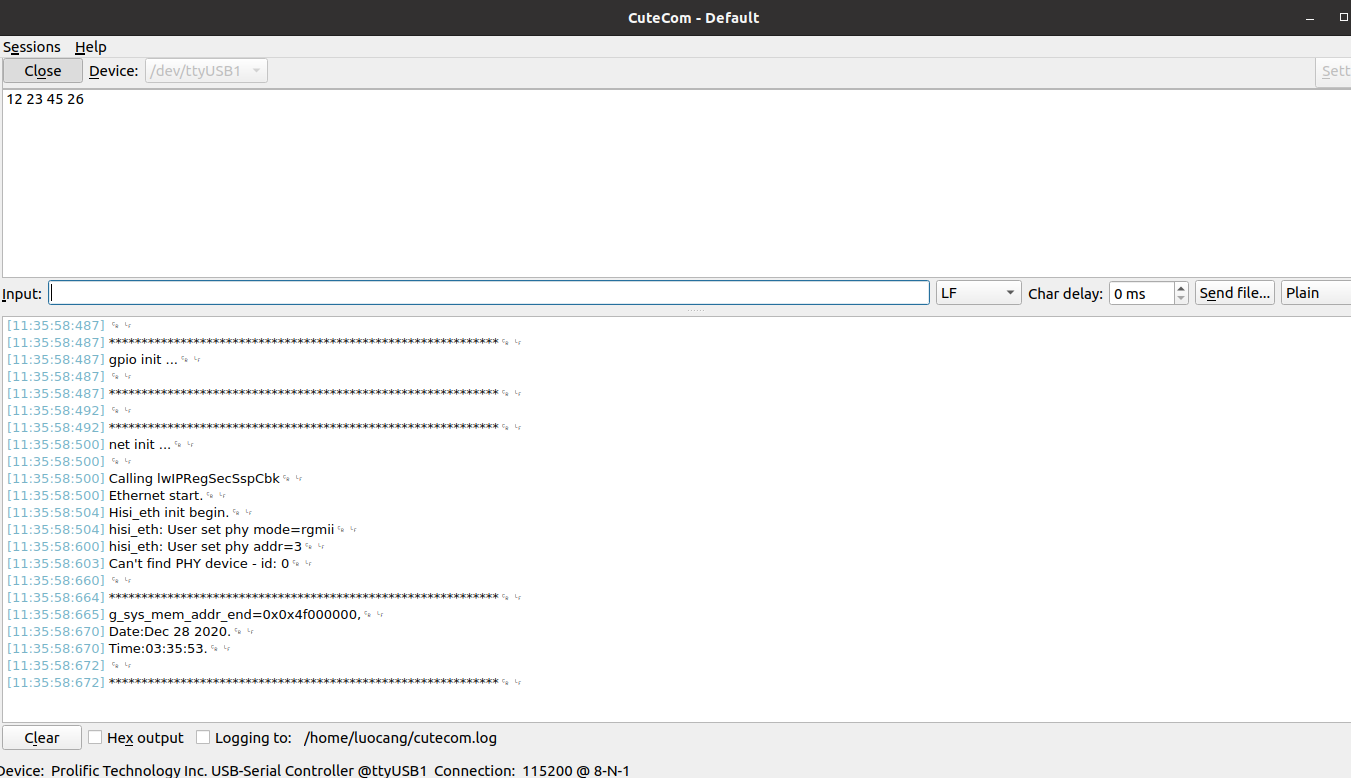 CuteCom - Default
Sessions Help
Close Device: /dev/ttyUSB1 Sett
12 23 45 26
Input: LF Char delay: 0 ms Send file... Plain
[11:35:58:487] ␍ ␊
[11:35:58:487] ************************************************************␍ ␊
[11:35:58:487] gpio init ... ␍ ␊
[11:35:58:487] ␍ ␊
[11:35:58:487] ************************************************************␍ ␊
[11:35:58:492] ␍ ␊
[11:35:58:492] ************************************************************␍ ␊
[11:35:58:500] net init ... ␍ ␊
[11:35:58:500] ␍ ␊
[11:35:58:500] Calling lwIPRegSecSspCbk␍ ␊
[11:35:58:500] Ethernet start.␍ ␊
[11:35:58:504] Hisi_eth init begin.␍ ␊
[11:35:58:504] hisi_eth: User set phy mode=rgmii␍ ␊
[11:35:58:600] hisi_eth: User set phy addr=3␍ ␊
[11:35:58:603] Can't find PHY device - id: 0␍ ␊
[11:35:58:660] ␍ ␊
[11:35:58:664] ************************************************************␍ ␊
[11:35:58:665] g_sys_mem_addr_end=0x0x4f000000,␍ ␊
[11:35:58:670] Date:Dec 28 2020.␍ ␊
[11:35:58:670] Time:03:35:53.␍ ␊
[11:35:58:672] ␍ ␊
[11:35:58:672] ************************************************************␍ ␊
Clear Hex output Logging to: /home/luocang/cutecom.log
Device: Prolific Technology Inc. USB-Serial Controller @ttyUSB1 Connection: 115200 @ 8-N-1